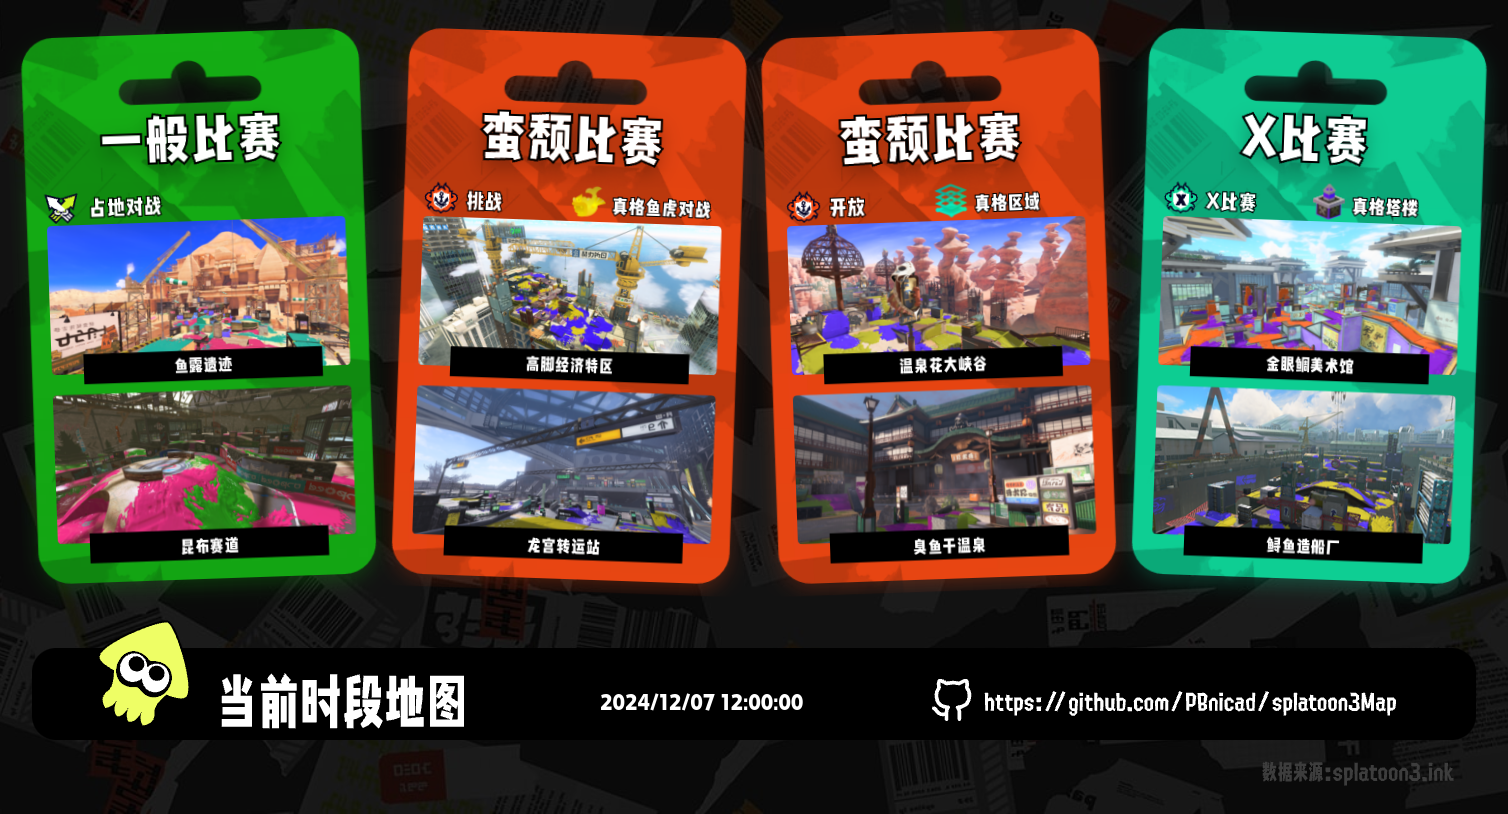 一般比赛
占地对战
鱼露遗迹
昆布赛道
蛮颓比赛
挑战
真格鱼虎对战
高脚经济特区
龙宫转运站
蛮颓比赛
开放
真格区域
温泉花大峡谷
臭鱼干温泉
X比赛
X比赛
真格塔楼
金眼鲷美术馆
鲟鱼造船厂
当前时段地图
2024/12/07 12:00:00
https://github.com/PBnicad/splatoon3Map
数据来源:splatoon3.ink